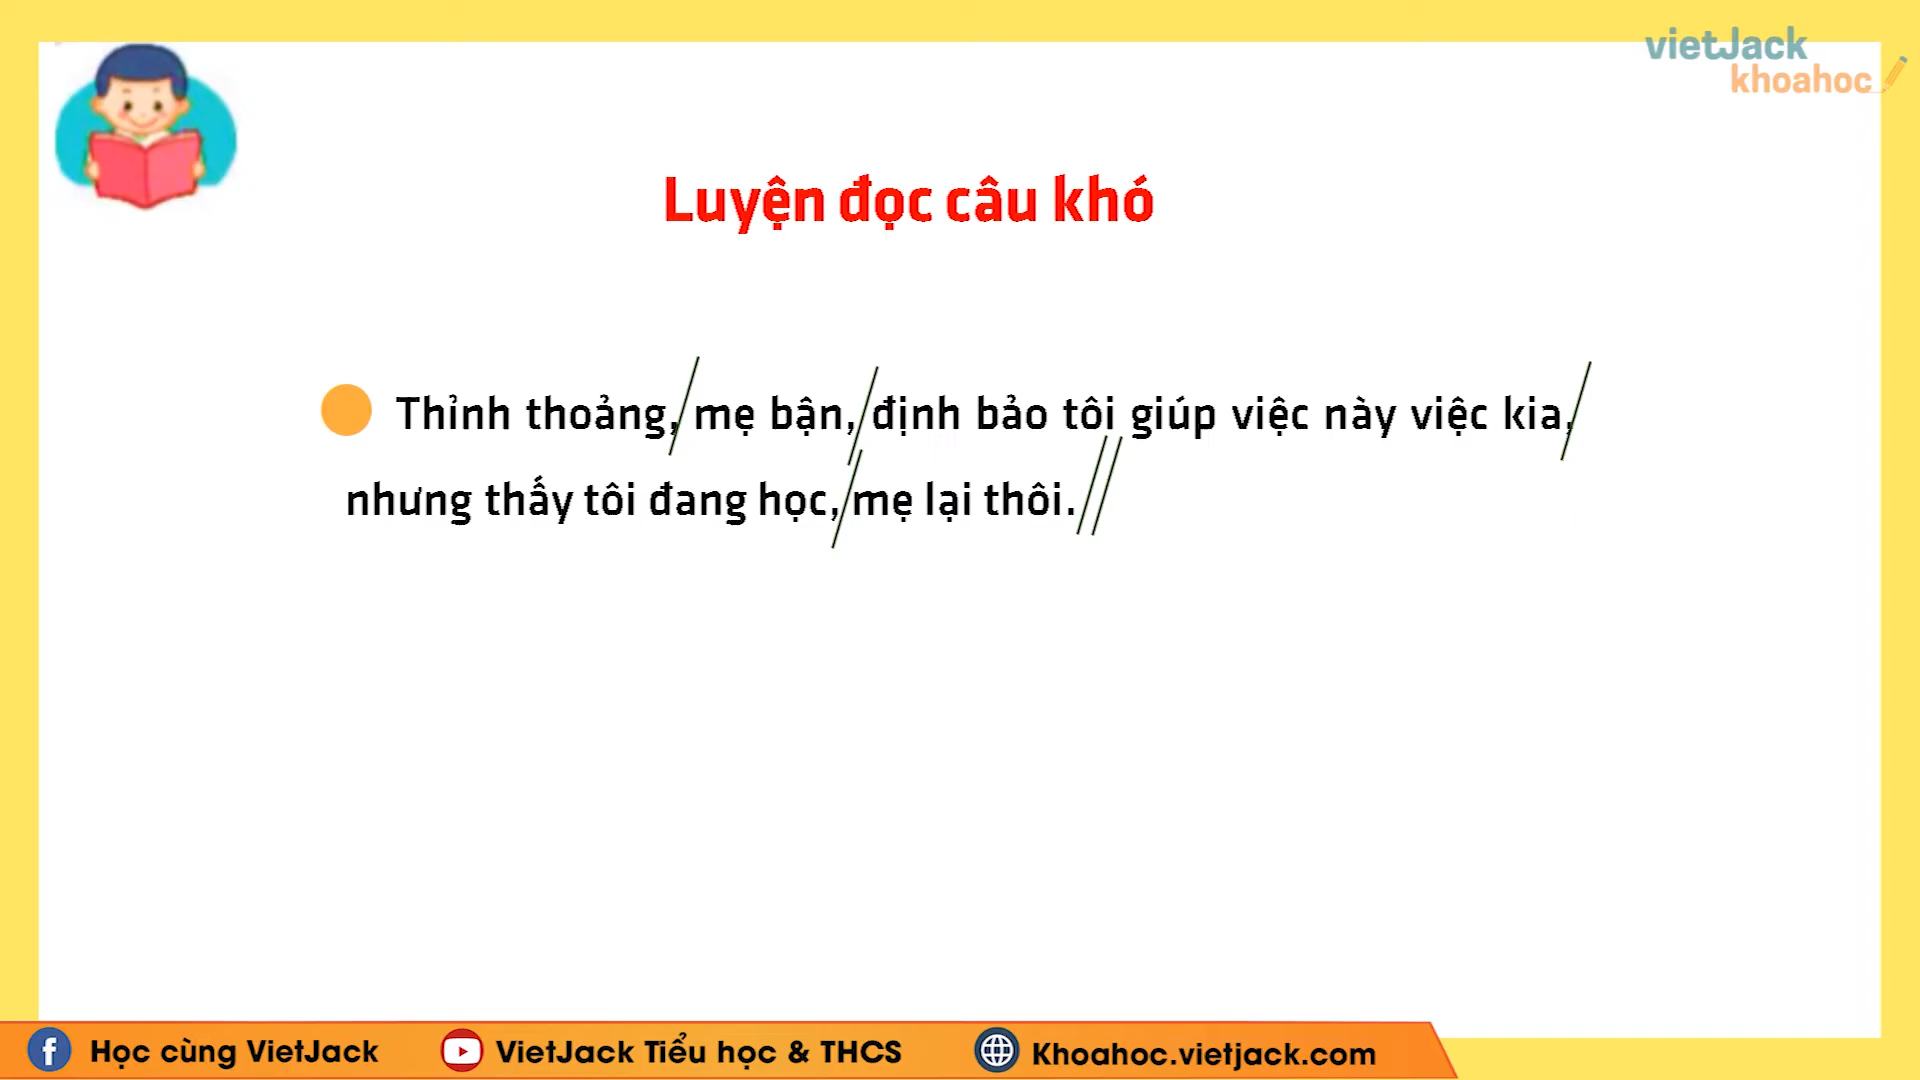 vietJack
khoahoc
Luyện đọc câu khó
Thỉnh thoảng, mẹ bận, định bảo tôi giúp việc này việc kia,
nhưng thấy tôi đang học, mẹ lại thôi.
Học cùng VietJack
VietJack Tiểu học & THCS
Khoahoc.vietjack.com